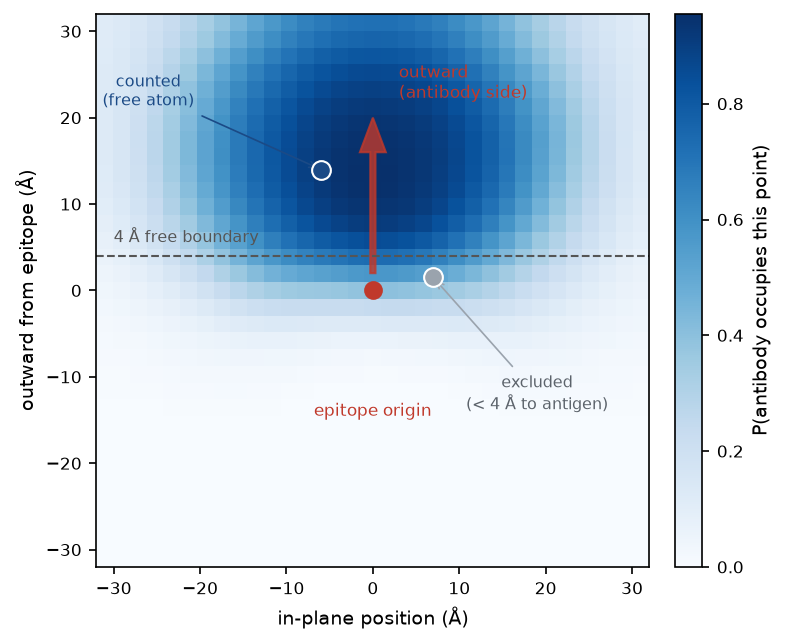 outward
(antibody side)
counted
(free atom)
4 Å free boundary
excluded
(< 4 Å to antigen)
epitope origin
30
20
10
0
−10
−20
−30
−30
−20
−10
0
10
20
30
in-plane position (Å)
outward from epitope (Å)
0.8
0.6
0.4
0.2
0.0
P(antibody occupies this point)